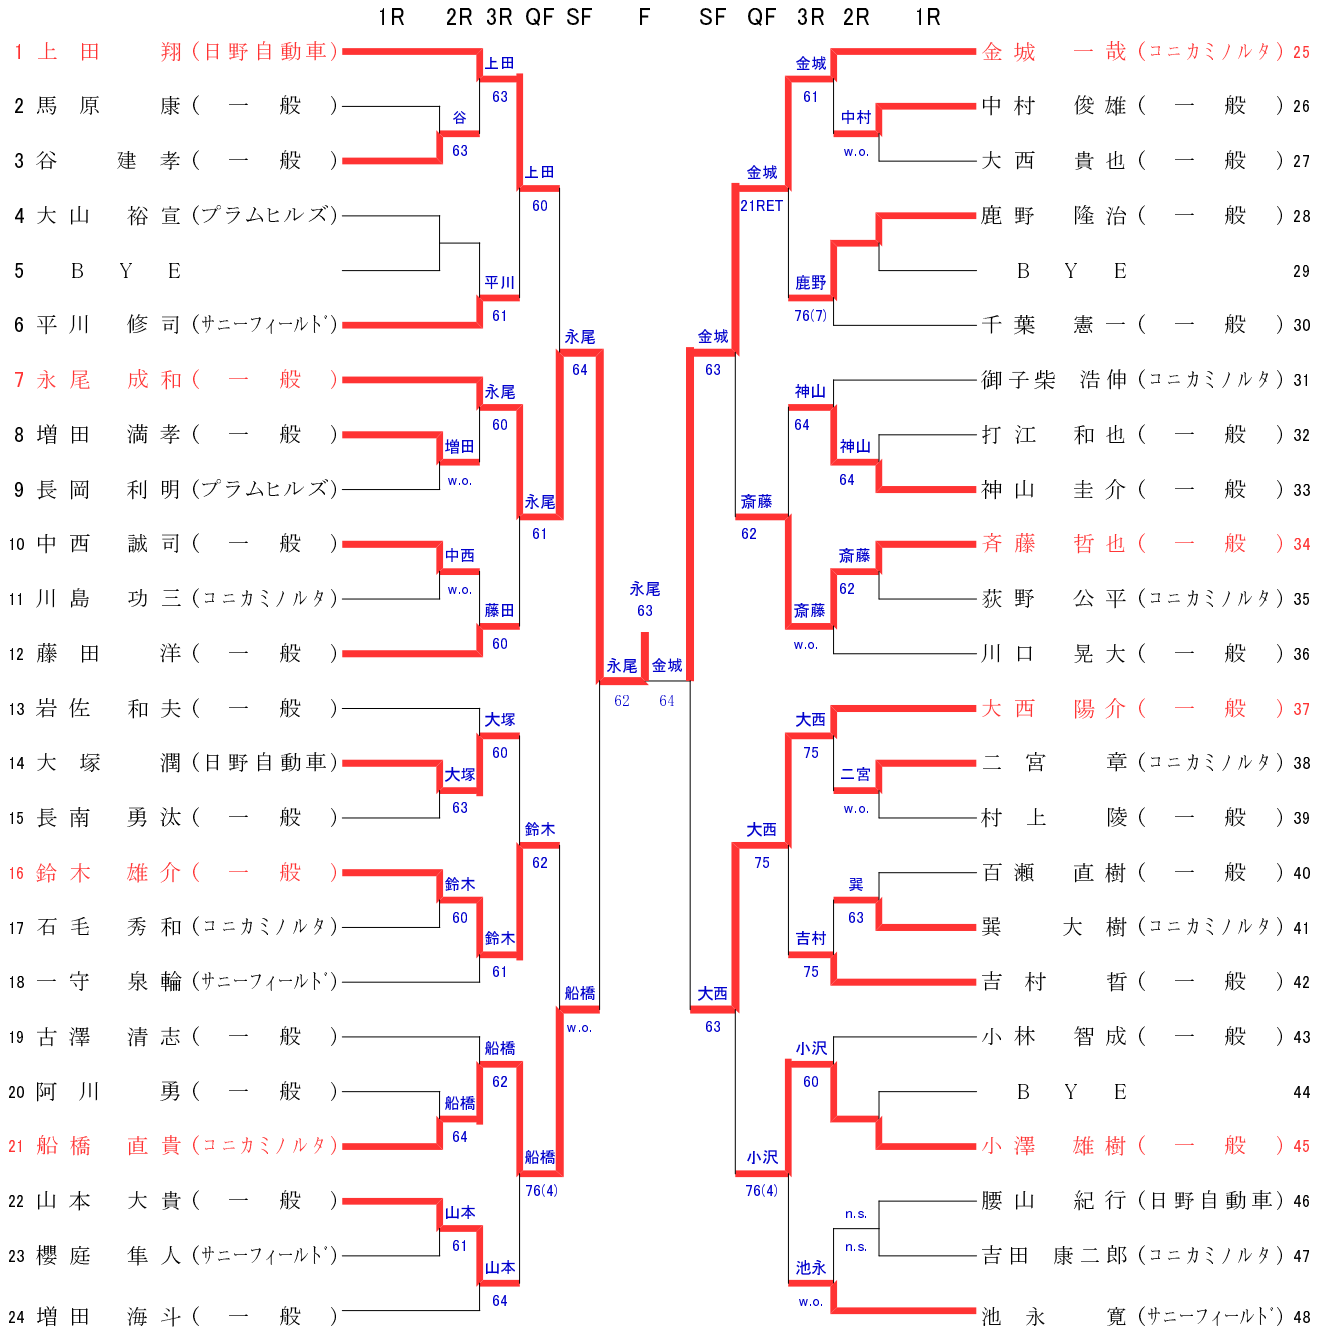 1R 2R 3R QF SF F SF QF 3R 2R 1R
1 上田 翔 (日野自動車)
2 馬原 康 (一般)
3 谷 建孝 (一般)
4 大山 裕宣 (プラムヒルズ)
5 BYE
6 平川 修司 (サニーフィールド)
7 永尾 成和 (一般)
8 増田 満孝 (一般)
9 長岡 利明 (プラムヒルズ)
10 中西 誠司 (一般)
11 川島 功三 (コニカミノルタ)
12 藤田 洋 (一般)
13 岩佐 和夫 (一般)
14 大塚 潤 (日野自動車)
15 長南 勇汰 (一般)
16 鈴木 雄介 (一般)
17 石毛 秀和 (コニカミノルタ)
18 一守 泉輪 (サニーフィールド)
19 古澤 清志 (一般)
20 阿川 勇 (一般)
21 船橋 直貴 (コニカミノルタ)
22 山本 大貴 (一般)
23 櫻庭 隼人 (サニーフィールド)
24 増田 海斗 (一般)
谷
63
増田
w.o.
中西
w.o.
大塚
63
鈴木
60
船橋
64
山本
61
上田
63
平川
61
永尾
60
藤田
60
大塚
60
鈴木
61
船橋
62
山本
64
上田
60
永尾
61
鈴木
62
船橋
76(4)
永尾
64
船橋
w.o.
永尾
62
永尾
63
金城
64
金城
63
大西
63
金城
21RET
斎藤
62
大西
75
小沢
76(4)
金城
61
鹿野
76(7)
神山
64
斎藤
w.o.
大西
75
吉村
75
小沢
60
池永
w.o.
中村
w.o.
神山
64
斎藤
62
二宮
w.o.
巽
63
n.s.
n.s.
金城 一哉 (コニカミノルタ) 25
中村 俊雄 (一般) 26
大西 貴也 (一般) 27
鹿野 隆治 (一般) 28
BYE 29
千葉 憲一 (一般) 30
御子柴 浩伸 (コニカミノルタ) 31
打江 和也 (一般) 32
神山 圭介 (一般) 33
斉藤 哲也 (一般) 34
荻野 公平 (コニカミノルタ) 35
川口 晃大 (一般) 36
大西 陽介 (一般) 37
二宮 章 (コニカミノルタ) 38
村上 陵 (一般) 39
百瀬 直樹 (一般) 40
巽 大樹 (コニカミノルタ) 41
吉村 哲 (一般) 42
小林 智成 (一般) 43
BYE 44
小澤 雄樹 (一般) 45
腰山 紀行 (日野自動車) 46
吉田 康二郎 (コニカミノルタ) 47
池永 寛 (サニーフィールド) 48